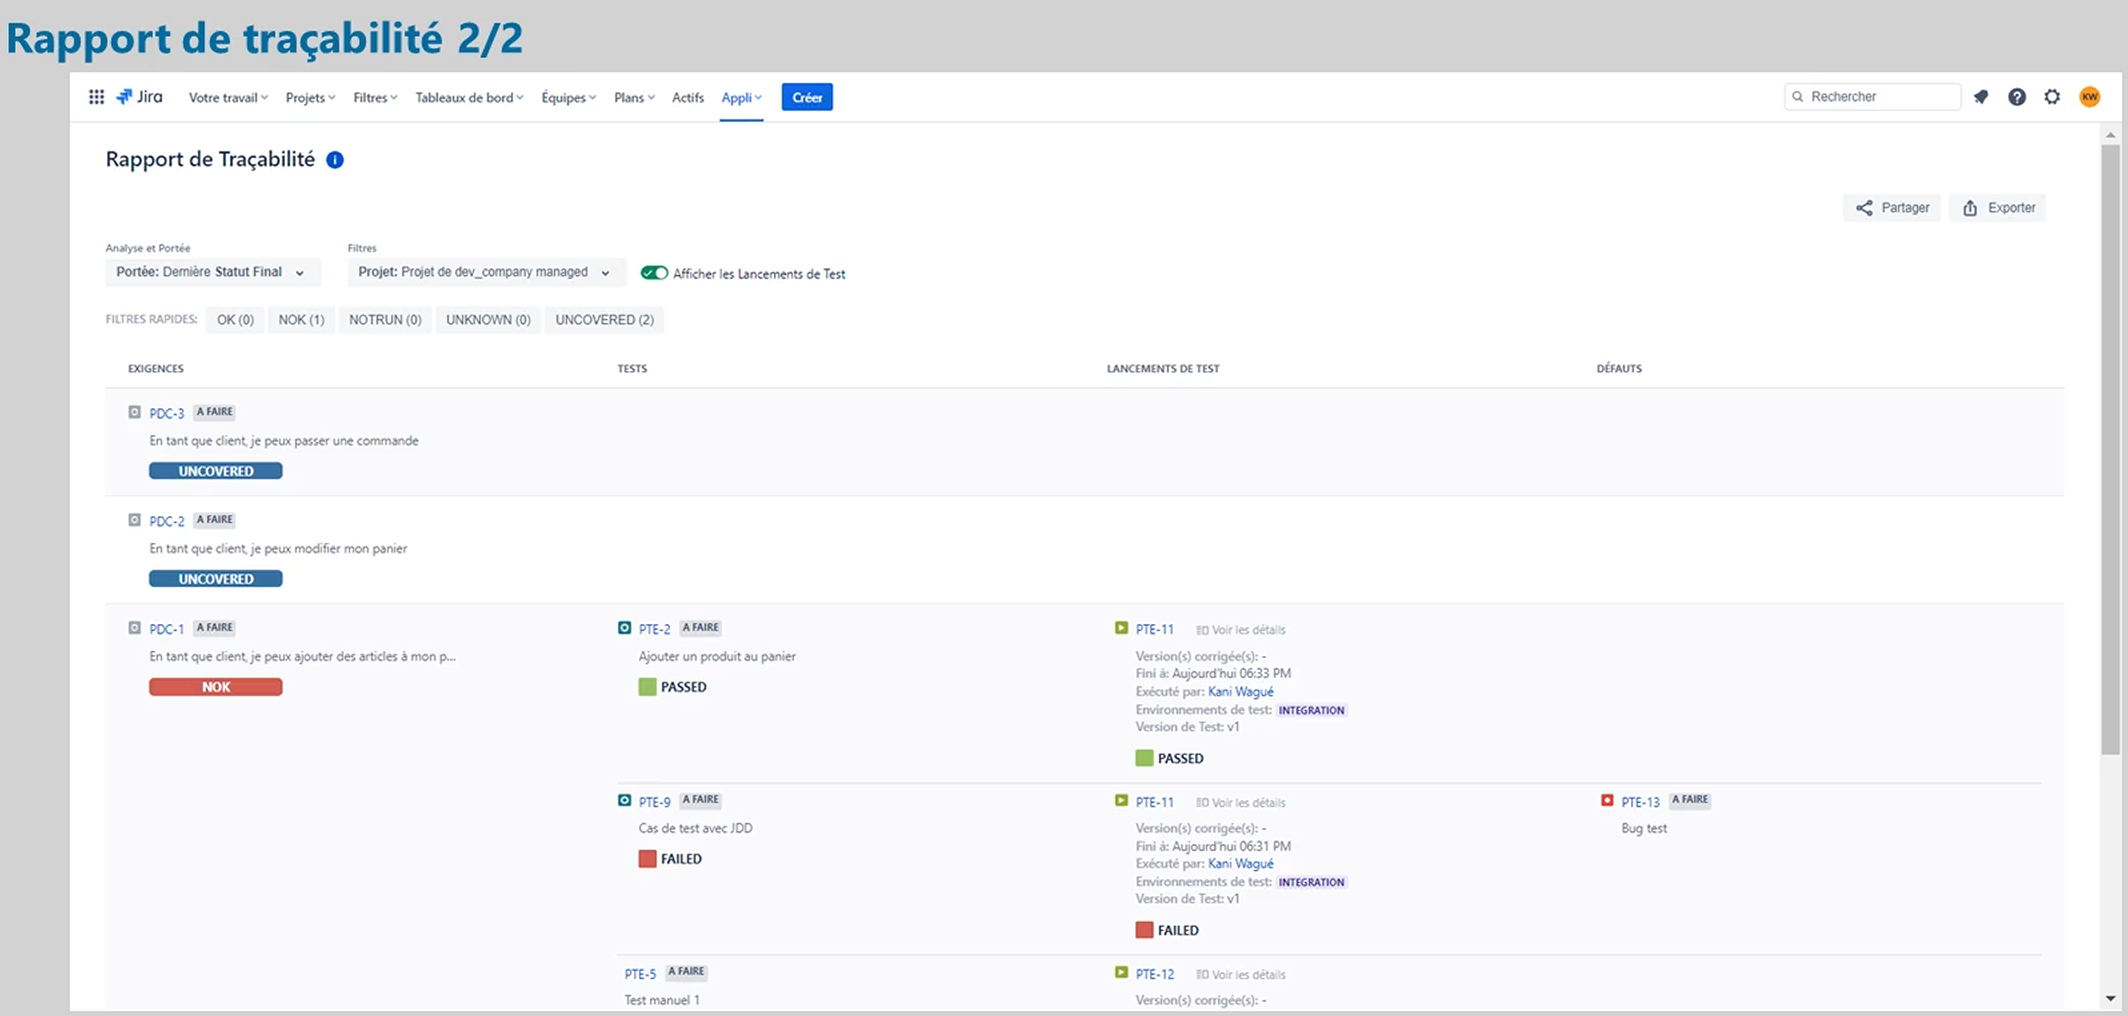 Rapport de traçabilité 2/2
Jira Votre travail Projets Filtres Tableaux de bord Équipes Plans Actifs Appli Créer Rechercher KW
Rapport de Traçabilité i
Partager Exporter
Analyse et Portée Filtres
Portée: Dernière Statut Final Projet: Projet de dev_company managed Afficher les Lancements de Test
FILTRES RAPIDES: OK (0) NOK (1) NOTRUN (0) UNKNOWN (0) UNCOVERED (2)
EXIGENCES TESTS LANCEMENTS DE TEST DÉFAUTS
PDC-3 A FAIRE
En tant que client, je peux passer une commande
UNCOVERED
PDC-2 A FAIRE
En tant que client, je peux modifier mon panier
UNCOVERED
PDC-1 A FAIRE
En tant que client, je peux ajouter des articles à mon p...
NOK
PTE-2 A FAIRE
Ajouter un produit au panier
PASSED
PTE-11 Voir les détails
Version(s) corrigée(s): -
Fini à: Aujourd'hui 06:33 PM
Exécuté par: Kani Wagué
Environnements de test: INTEGRATION
Version de Test: v1
PASSED
PTE-9 A FAIRE
Cas de test avec JDD
FAILED
PTE-11 Voir les détails
Version(s) corrigée(s): -
Fini à: Aujourd'hui 06:31 PM
Exécuté par: Kani Wagué
Environnements de test: INTEGRATION
Version de Test: v1
FAILED
PTE-13 A FAIRE
Bug test
PTE-5 A FAIRE
Test manuel 1
PTE-12 Voir les détails
Version(s) corrigée(s): -